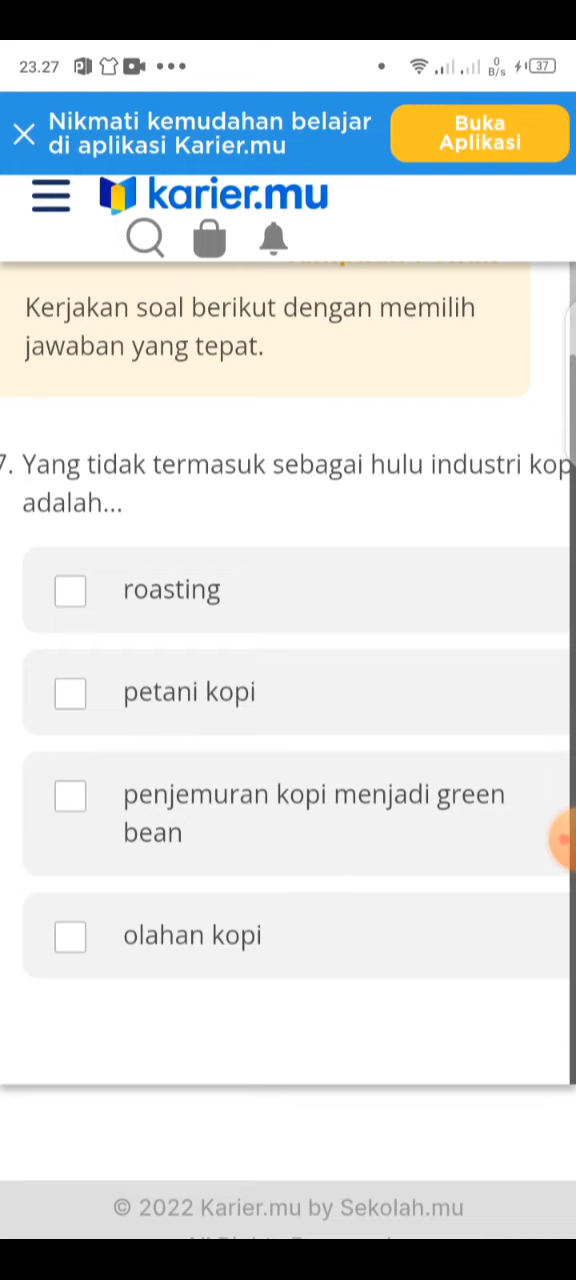 23.27
0
B/s
37
Nikmati kemudahan belajar
di aplikasi Karier.mu
Buka
Aplikasi
karier.mu
Kerjakan soal berikut dengan memilih
jawaban yang tepat.
7. Yang tidak termasuk sebagai hulu industri kop
adalah...
roasting
petani kopi
penjemuran kopi menjadi green
bean
olahan kopi
© 2022 Karier.mu by Sekolah.mu